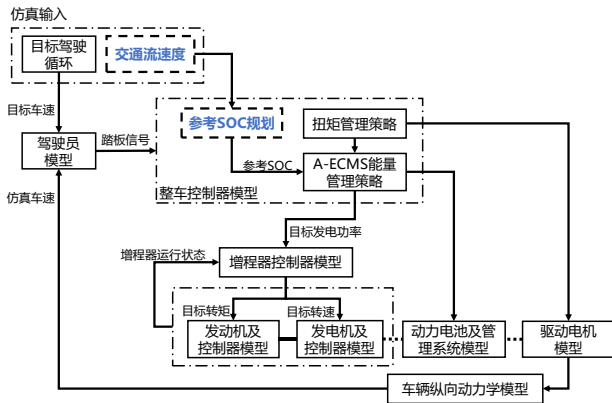 仿真输入
目标驾驶
循环
交通流速度
目标车速
驾驶员
模型
踏板信号
参考SOC规划
扭矩管理策略
参考SOC
A-ECMS能量
管理策略
整车控制器模型
仿真车速
目标发电功率
增程器运行状态
增程器控制器模型
目标转矩
目标转速
发动机及
控制器模型
发电机及
控制器模型
动力电池及管
理系统模型
驱动电机
模型
车辆纵向动力学模型